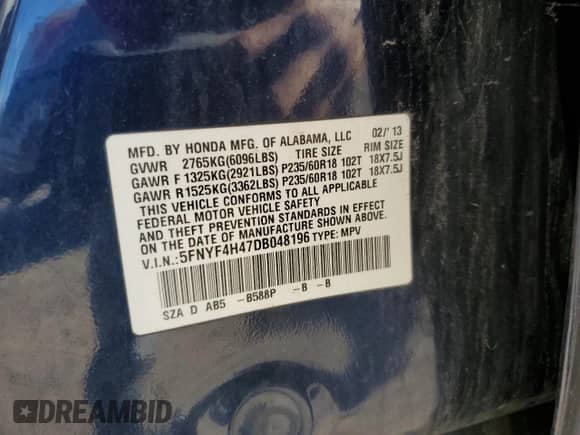 MFD. BY HONDA MFG. OF ALABAMA, LLC 02/'13
GVWR 2765KG(6096LBS) TIRE SIZE RIM SIZE
GAWR F 1325KG(2921LBS) P235/60R18 102T 18X7.5J
GAWR R 1525KG(3362LBS) P235/60R18 102T 18X7.5J
THIS VEHICLE CONFORMS TO ALL APPLICABLE
FEDERAL MOTOR VEHICLE SAFETY
AND THEFT PREVENTION STANDARDS IN EFFECT
ON THE DATE OF MANUFACTURE SHOWN ABOVE.
V.I.N.:5FNYF4H47DB048196 TYPE: MPV
SZA D AB5 -B588P -B -B
DREAMBID